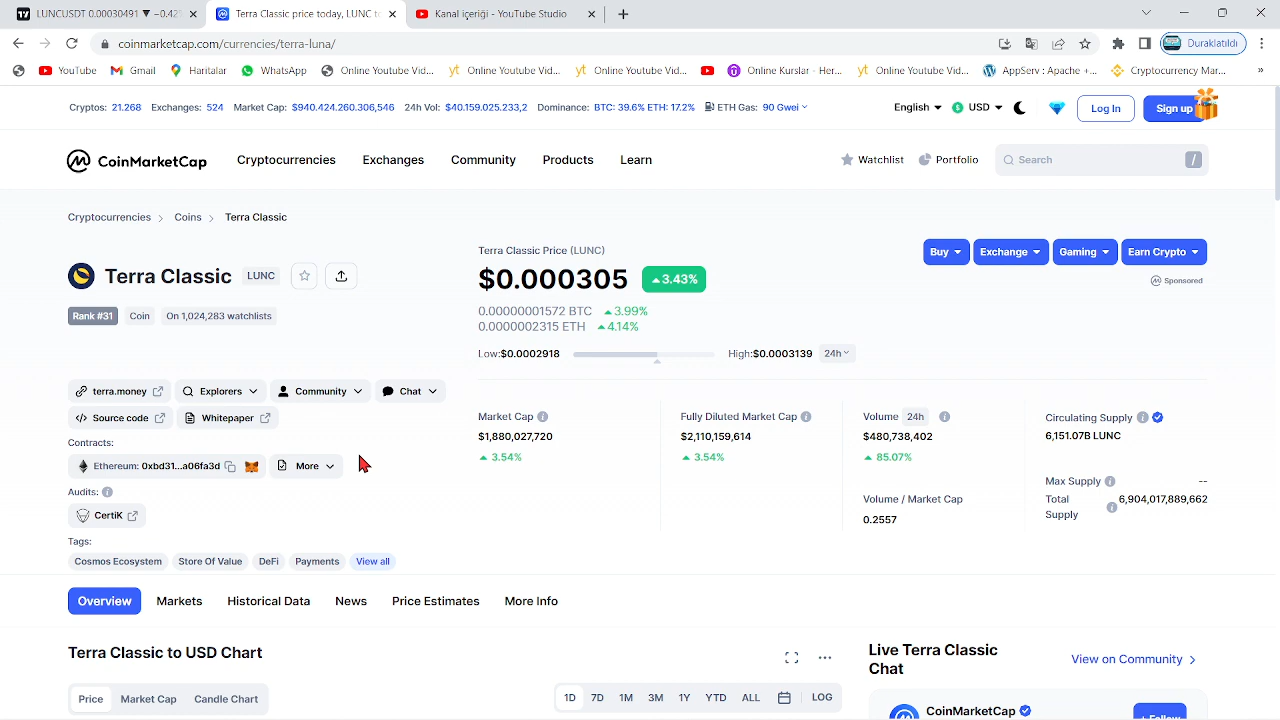 LUNCUSDT 0.00030491 ▼ −0.42%
Terra Classic price today, LUNC to
Kanal içeriği - YouTube Studio
coinmarketcap.com/currencies/terra-luna/
Duraklatıldı
YouTube
Gmail
Haritalar
WhatsApp
Online Youtube Vid...
Online Youtube Vid...
Online Youtube Vid...
Online Kurslar - Her...
Online Youtube Vid...
AppServ : Apache +...
Cryptocurrency Mar...
»
Cryptos: 21.268 Exchanges: 524 Market Cap: $940.424.260.306,546 24h Vol: $40.159.025.233,2 Dominance: BTC: 39.6% ETH: 17.2% ETH Gas: 90 Gwei
English USD Log In Sign up
CoinMarketCap Cryptocurrencies Exchanges Community Products Learn Watchlist Portfolio Search /
Cryptocurrencies > Coins > Terra Classic
Terra Classic LUNC
Rank #31 Coin On 1,024,283 watchlists
Terra Classic Price (LUNC)
$0.000305 3.43%
0.00000001572 BTC 3.99%
0.0000002315 ETH 4.14%
Low:$0.0002918 High:$0.0003139 24h
Buy Exchange Gaming Earn Crypto
Sponsored
terra.money Explorers Community Chat
Source code Whitepaper
Contracts:
Ethereum: 0xbd31...a06fa3d More
Audits:
CertiK
Tags:
Cosmos Ecosystem Store Of Value DeFi Payments View all
Market Cap
$1,880,027,720
3.54%
Fully Diluted Market Cap
$2,110,159,614
3.54%
Volume 24h
$480,738,402
85.07%
Volume / Market Cap
0.2557
Circulating Supply
6,151.07B LUNC
Max Supply --
Total Supply 6,904,017,889,662
Overview Markets Historical Data News Price Estimates More Info
Terra Classic to USD Chart
Price Market Cap Candle Chart
1D 7D 1M 3M 1Y YTD ALL LOG
Live Terra Classic
Chat
View on Community >
CoinMarketCap
+ Follow